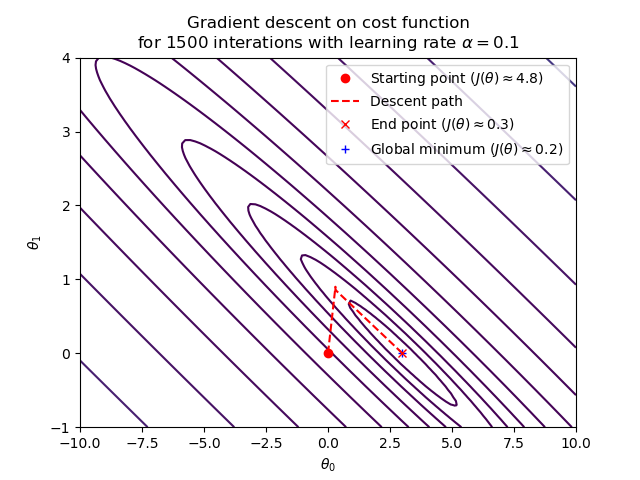 Gradient descent on cost function
for 1500 interations with learning rate α = 0.1
Starting point (J(θ) ≈ 4.8)
Descent path
End point (J(θ) ≈ 0.3)
Global minimum (J(θ) ≈ 0.2)
4
3
2
1
0
−1
θ₁
−10.0 −7.5 −5.0 −2.5 0.0 2.5 5.0 7.5 10.0
θ₀